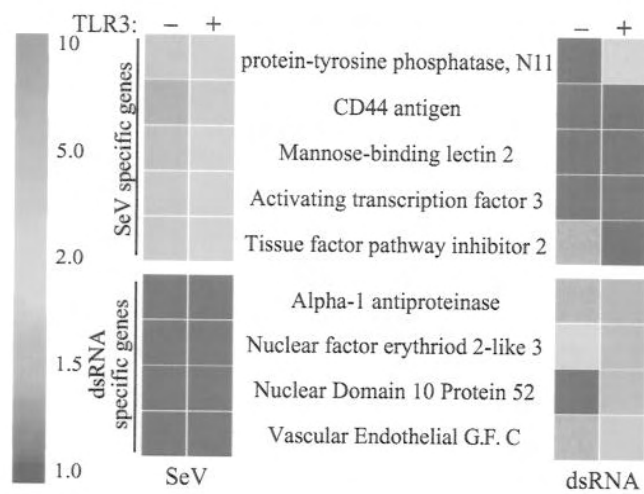 TLR3: – + – +
10
5.0
2.0
1.5
1.0
SeV specific genes
protein-tyrosine phosphatase, N11
CD44 antigen
Mannose-binding lectin 2
Activating transcription factor 3
Tissue factor pathway inhibitor 2
dsRNA
specific genes
Alpha-1 antiproteinase
Nuclear factor erythriod 2-like 3
Nuclear Domain 10 Protein 52
Vascular Endothelial G.F. C
SeV
dsRNA